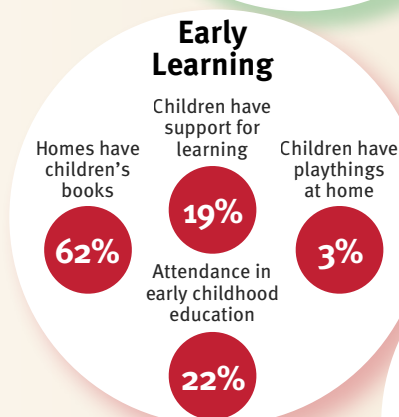 Early
Learning
Children have
support for
learning
19%
Homes have
children's
books
62%
Children have
playthings
at home
3%
Attendance in
early childhood
education
22%